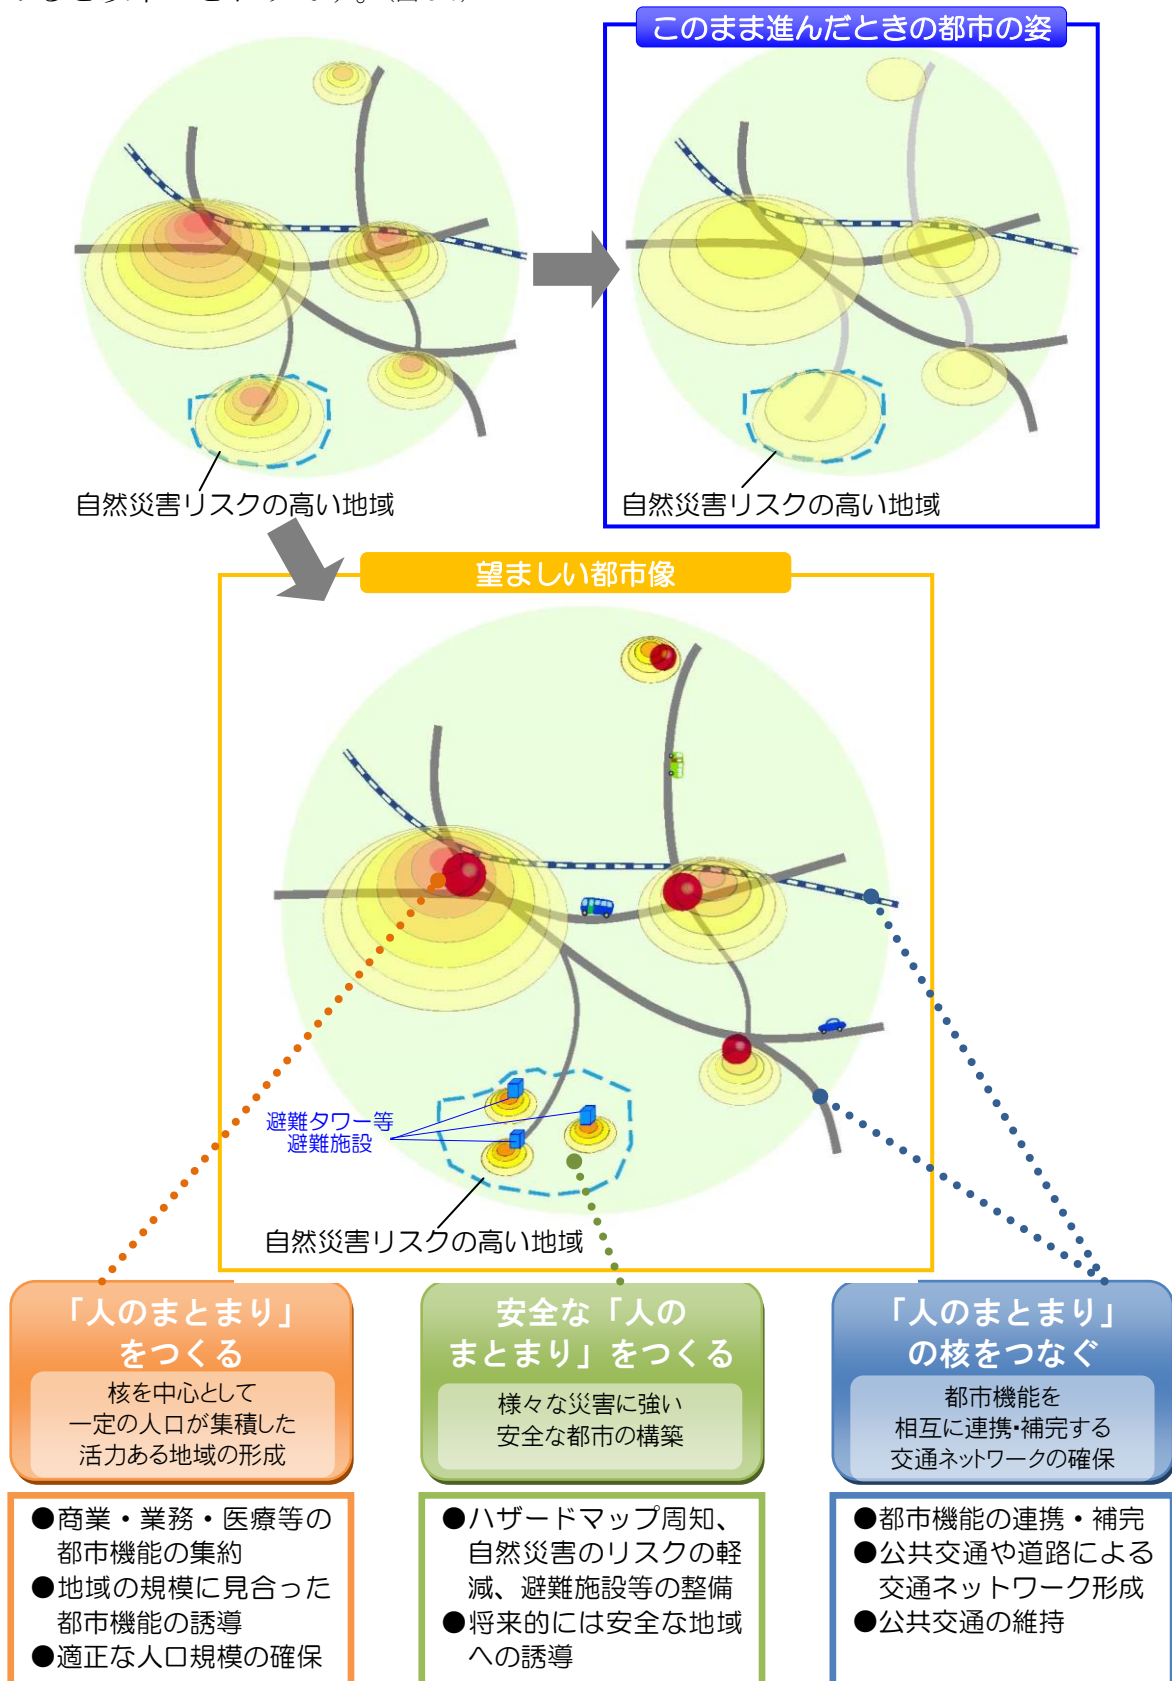 このまま進んだときの都市の姿
自然災害リスクの高い地域
自然災害リスクの高い地域
望ましい都市像
避難タワー等
避難施設
自然災害リスクの高い地域
「人のまとまり」
をつくる
核を中心として
一定の人口が集積した
活力ある地域の形成
●商業・業務・医療等の
都市機能の集約
●地域の規模に見合った
都市機能の誘導
●適正な人口規模の確保
安全な「人の
まとまり」をつくる
様々な災害に強い
安全な都市の構築
●ハザードマップ周知、
自然災害のリスクの軽
減、避難施設等の整備
●将来的には安全な地域
への誘導
「人のまとまり」
の核をつなぐ
都市機能を
相互に連携・補完する
交通ネットワークの確保
●都市機能の連携・補完
●公共交通や道路による
交通ネットワーク形成
●公共交通の維持